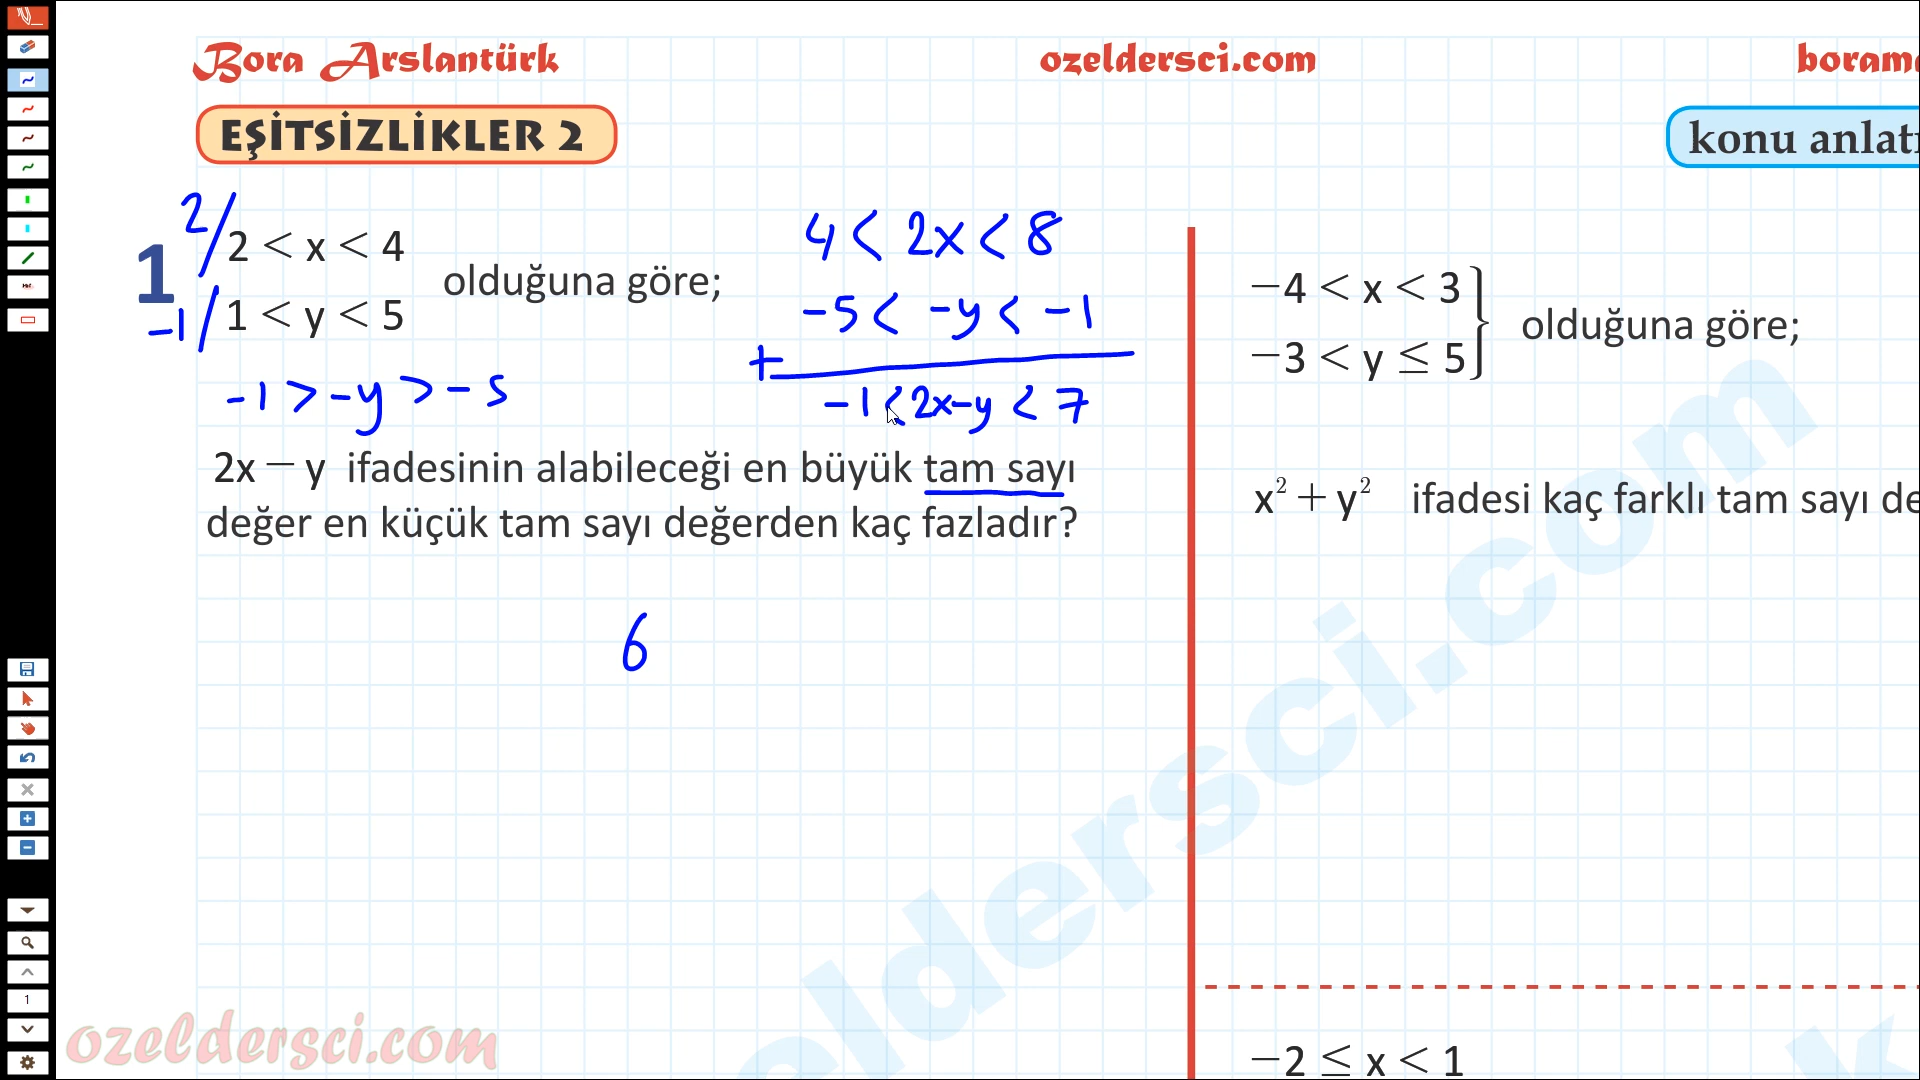 Bora Arslantürk
ozeldersci.com
EŞİTSİZLİKLER 2
1
2/ 2 < x < 4
-1/ 1 < y < 5
olduğuna göre;
-1 > -y > -5
4 < 2x < 8
-5 < -y < -1
+
-1 < 2x-y < 7
2x − y ifadesinin alabileceği en büyük tam sayı
değer en küçük tam sayı değerden kaç fazladır?
6
konu anlatı
−4 < x < 3
−3 < y ≤ 5
olduğuna göre;
x² + y² ifadesi kaç farklı tam sayı de
−2 ≤ x < 1
ozeldersci.com
1